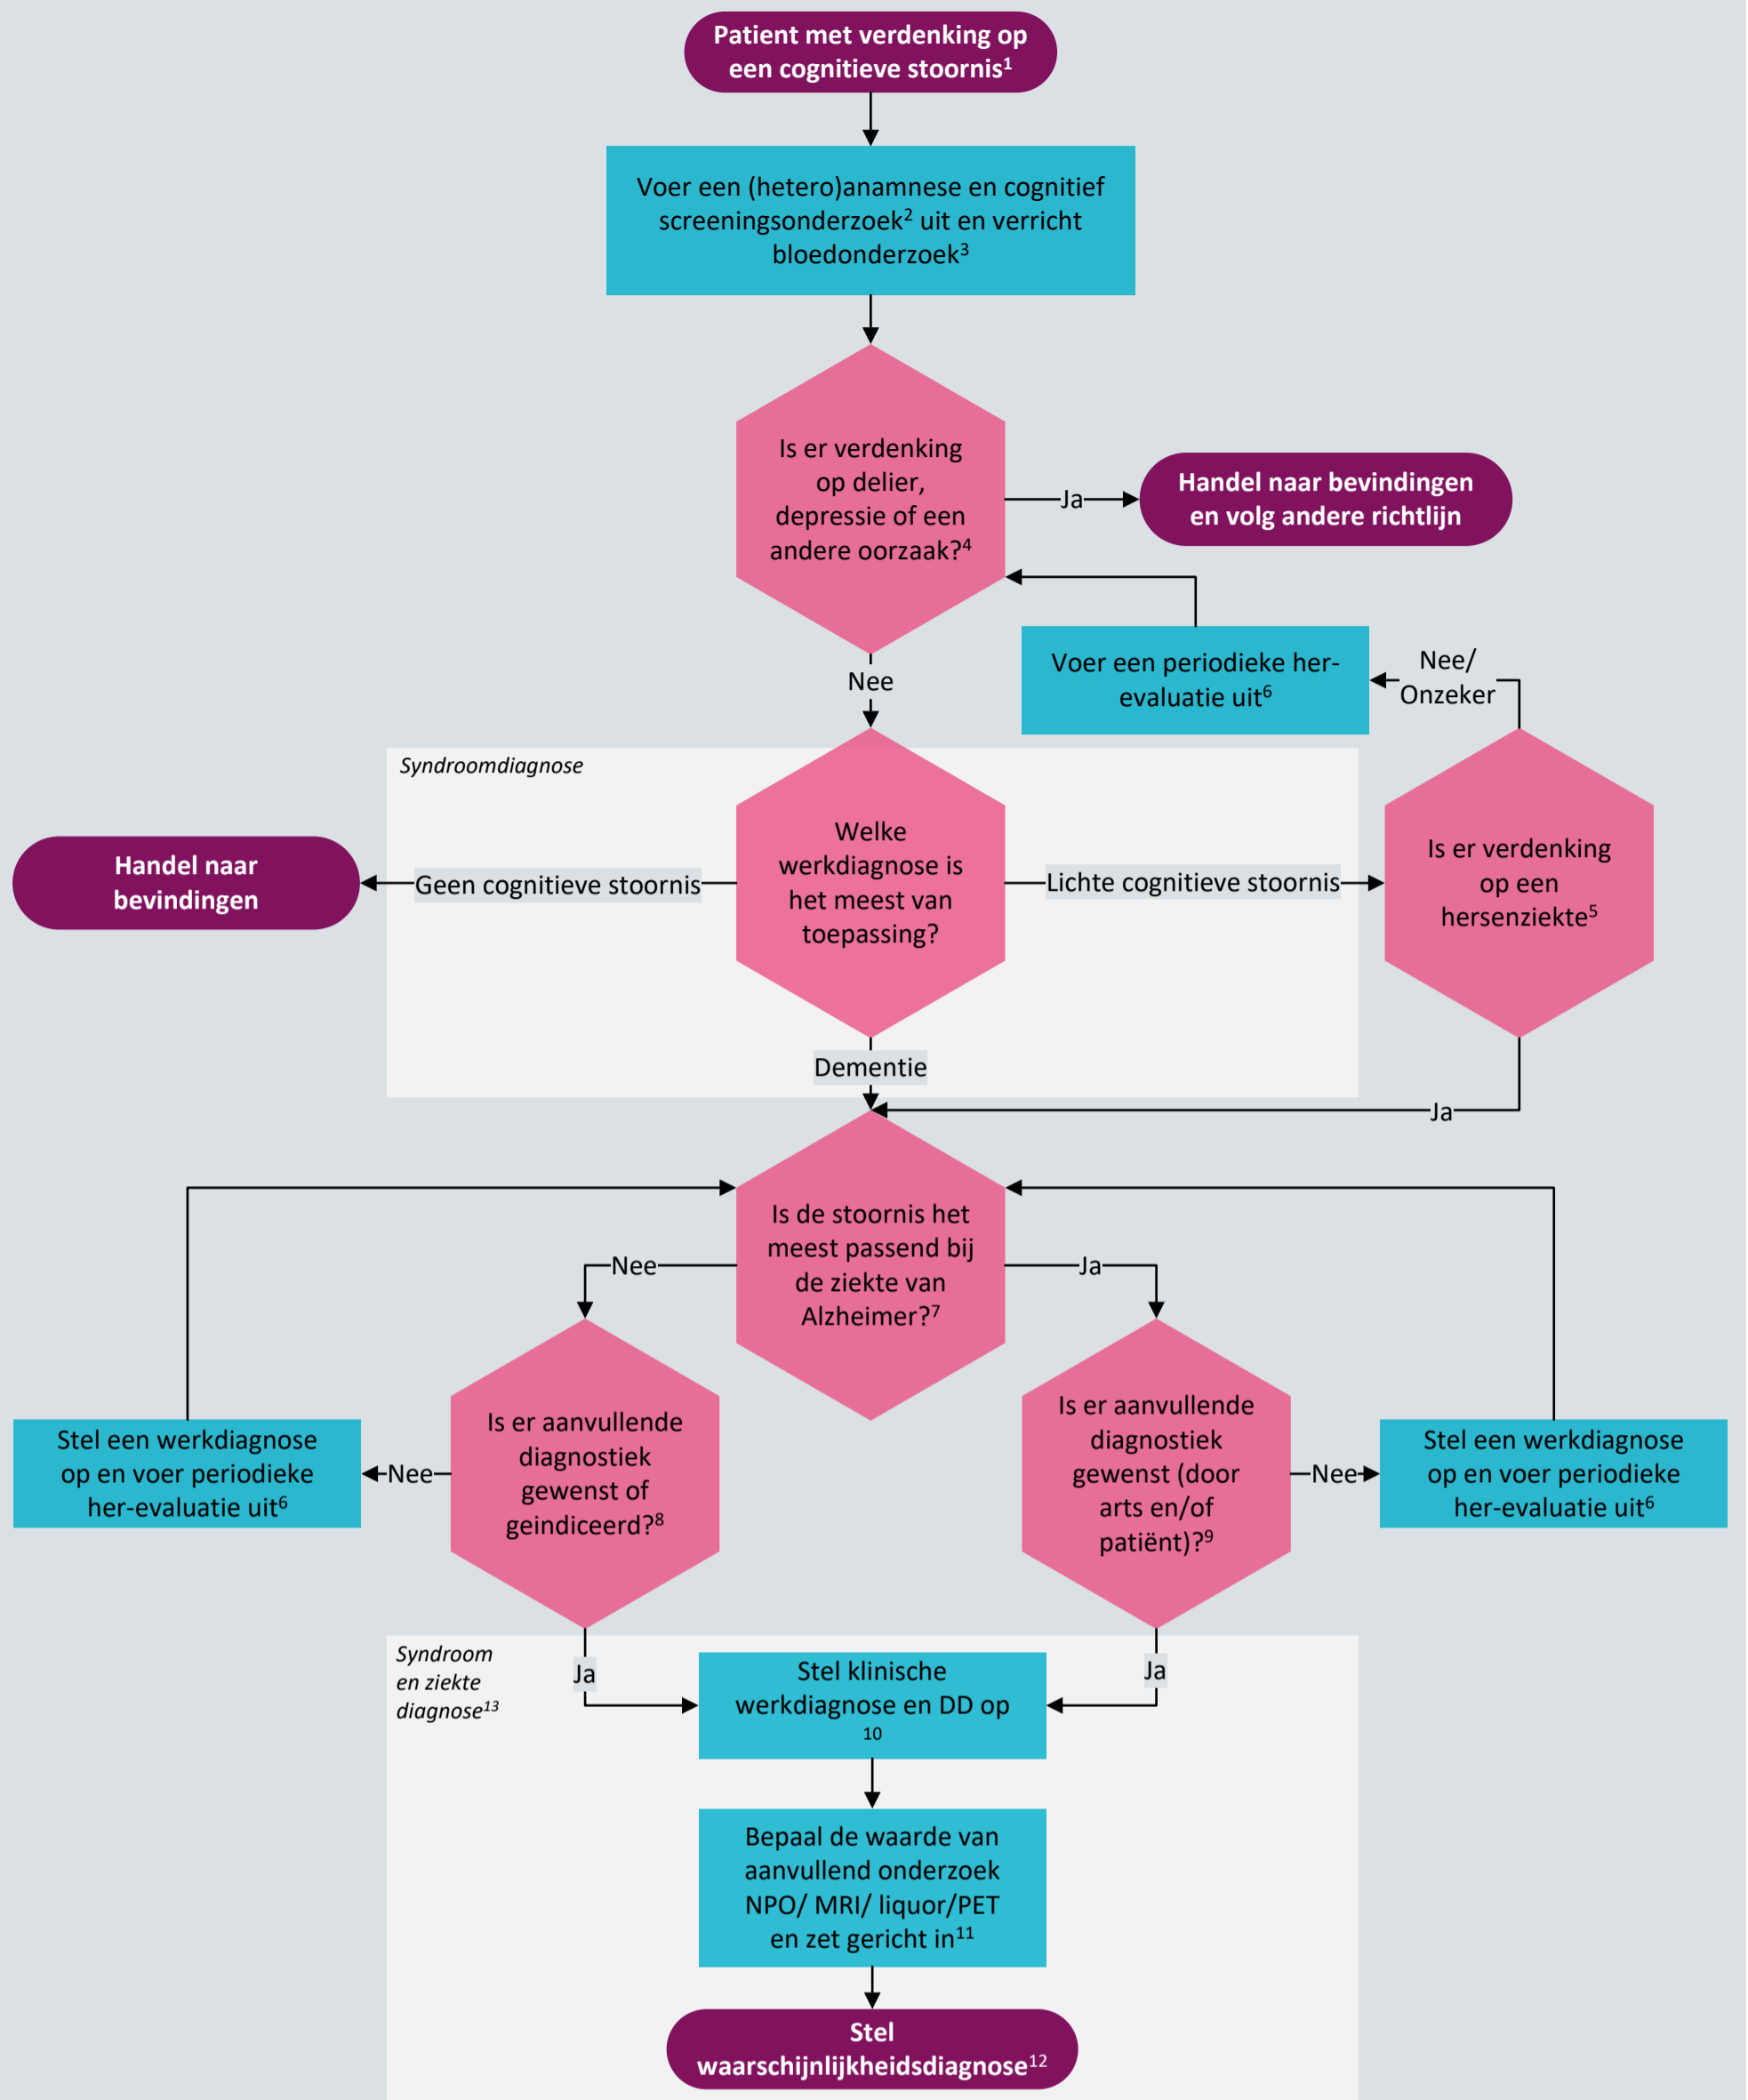 Patient met verdenking op
een cognitieve stoornis¹
Voer een (hetero)anamnese en cognitief
screeningsonderzoek² uit en verricht
bloedonderzoek³
Is er verdenking
op delier,
depressie of een
andere oorzaak?⁴
Ja
Handel naar bevindingen
en volg andere richtlijn
Voer een periodieke her-
evaluatie uit⁶
Nee/
Onzeker
Nee
Syndroomdiagnose
Handel naar
bevindingen
Geen cognitieve stoornis
Welke
werkdiagnose is
het meest van
toepassing?
Lichte cognitieve stoornis
Is er verdenking
op een
hersenziekte⁵
Dementie
Ja
Is de stoornis het
meest passend bij
de ziekte van
Alzheimer?⁷
Nee
Ja
Stel een werkdiagnose
op en voer periodieke
her-evaluatie uit⁶
Nee
Is er aanvullende
diagnostiek
gewenst of
geindiceerd?⁸
Is er aanvullende
diagnostiek
gewenst (door
arts en/of
patiënt)?⁹
Nee
Stel een werkdiagnose
op en voer periodieke
her-evaluatie uit⁶
Syndroom
en ziekte
diagnose¹³
Ja
Stel klinische
werkdiagnose en DD op
¹⁰
Ja
Bepaal de waarde van
aanvullend onderzoek
NPO/ MRI/ liquor/PET
en zet gericht in¹¹
Stel
waarschijnlijkheidsdiagnose¹²